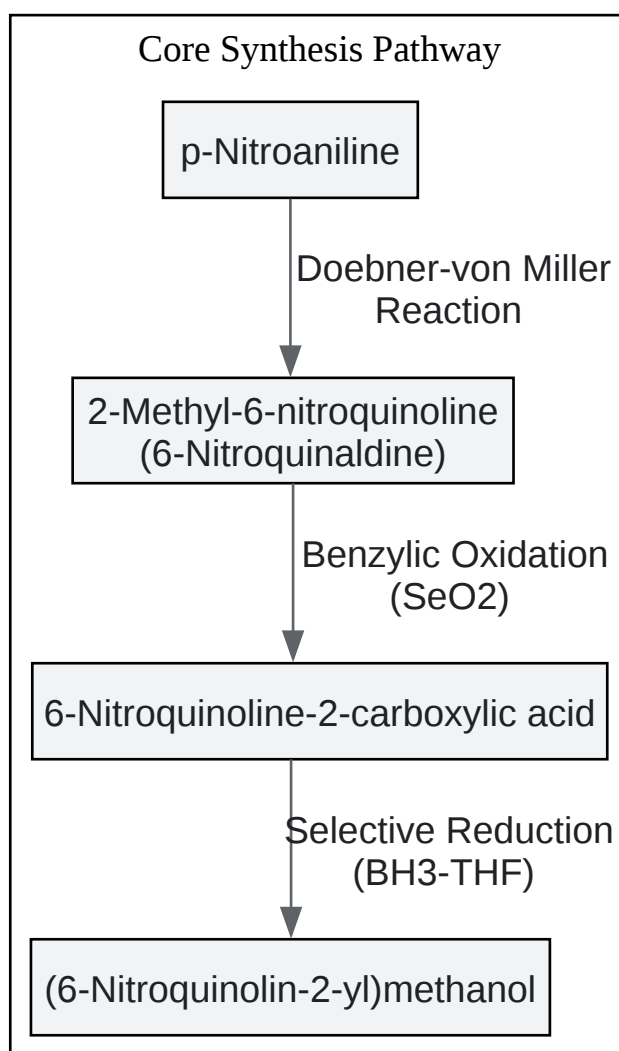 Core Synthesis Pathway
p-Nitroaniline
Doebner-von Miller
Reaction
2-Methyl-6-nitroquinoline
(6-Nitroquinaldine)
Benzylic Oxidation
(SeO2)
6-Nitroquinoline-2-carboxylic acid
Selective Reduction
(BH3-THF)
(6-Nitroquinolin-2-yl)methanol